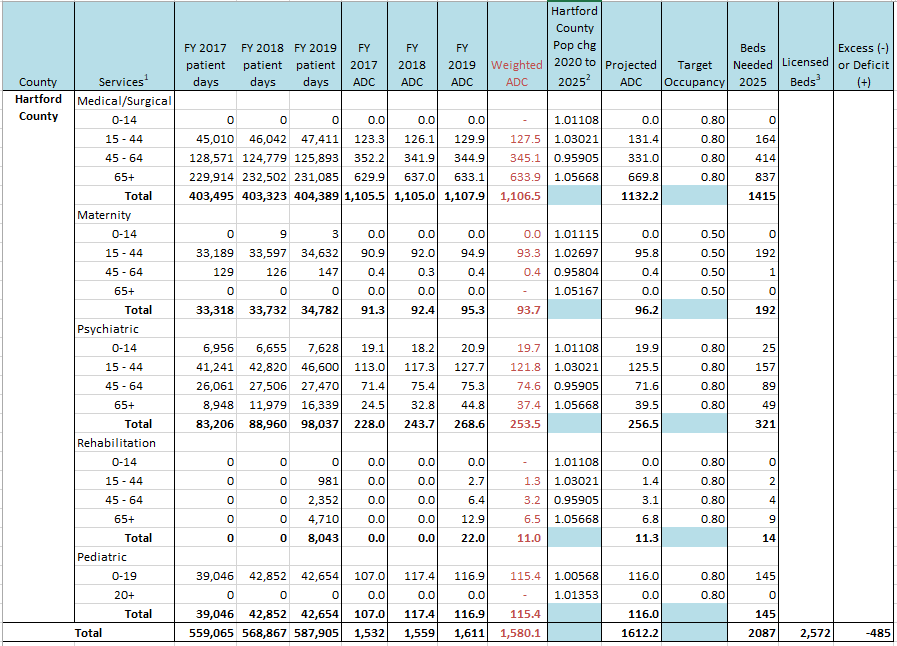 County Services1 FY 2017 patient days FY 2018 patient days FY 2019 patient days FY 2017 ADC FY 2018 ADC FY 2019 ADC Weighted ADC Hartford County Pop chg 2020 to 20252 Projected ADC Target Occupancy Beds Needed 2025 Licensed Beds3 Excess (-) or Deficit (+)
Hartford County Medical/Surgical
0-14 0 0 0 0.0 0.0 0.0 - 1.01108 0.0 0.80 0
15 - 44 45,010 46,042 47,411 123.3 126.1 129.9 127.5 1.03021 131.4 0.80 164
45 - 64 128,571 124,779 125,893 352.2 341.9 344.9 345.1 0.95905 331.0 0.80 414
65+ 229,914 232,502 231,085 629.9 637.0 633.1 633.9 1.05668 669.8 0.80 837
Total 403,495 403,323 404,389 1,105.5 1,105.0 1,107.9 1,106.5 1132.2 1415
Maternity
0-14 0 9 3 0.0 0.0 0.0 0.0 1.01115 0.0 0.50 0
15 - 44 33,189 33,597 34,632 90.9 92.0 94.9 93.3 1.02697 95.8 0.50 192
45 - 64 129 126 147 0.4 0.3 0.4 0.4 0.95804 0.4 0.50 1
65+ 0 0 0 0.0 0.0 0.0 - 1.05167 0.0 0.50 0
Total 33,318 33,732 34,782 91.3 92.4 95.3 93.7 96.2 192
Psychiatric
0-14 6,956 6,655 7,628 19.1 18.2 20.9 19.7 1.01108 19.9 0.80 25
15 - 44 41,241 42,820 46,600 113.0 117.3 127.7 121.8 1.03021 125.5 0.80 157
45 - 64 26,061 27,506 27,470 71.4 75.4 75.3 74.6 0.95905 71.6 0.80 89
65+ 8,948 11,979 16,339 24.5 32.8 44.8 37.4 1.05668 39.5 0.80 49
Total 83,206 88,960 98,037 228.0 243.7 268.6 253.5 256.5 321
Rehabilitation
0-14 0 0 0 0.0 0.0 0.0 - 1.01108 0.0 0.80 0
15 - 44 0 0 981 0.0 0.0 2.7 1.3 1.03021 1.4 0.80 2
45 - 64 0 0 2,352 0.0 0.0 6.4 3.2 0.95905 3.1 0.80 4
65+ 0 0 4,710 0.0 0.0 12.9 6.5 1.05668 6.8 0.80 9
Total 0 0 8,043 0.0 0.0 22.0 11.0 11.3 14
Pediatric
0-19 39,046 42,852 42,654 107.0 117.4 116.9 115.4 1.00568 116.0 0.80 145
20+ 0 0 0 0.0 0.0 0.0 - 1.01353 0.0 0.80 0
Total 39,046 42,852 42,654 107.0 117.4 116.9 115.4 116.0 145
Total 559,065 568,867 587,905 1,532 1,559 1,611 1,580.1 1612.2 2087 2,572 -485